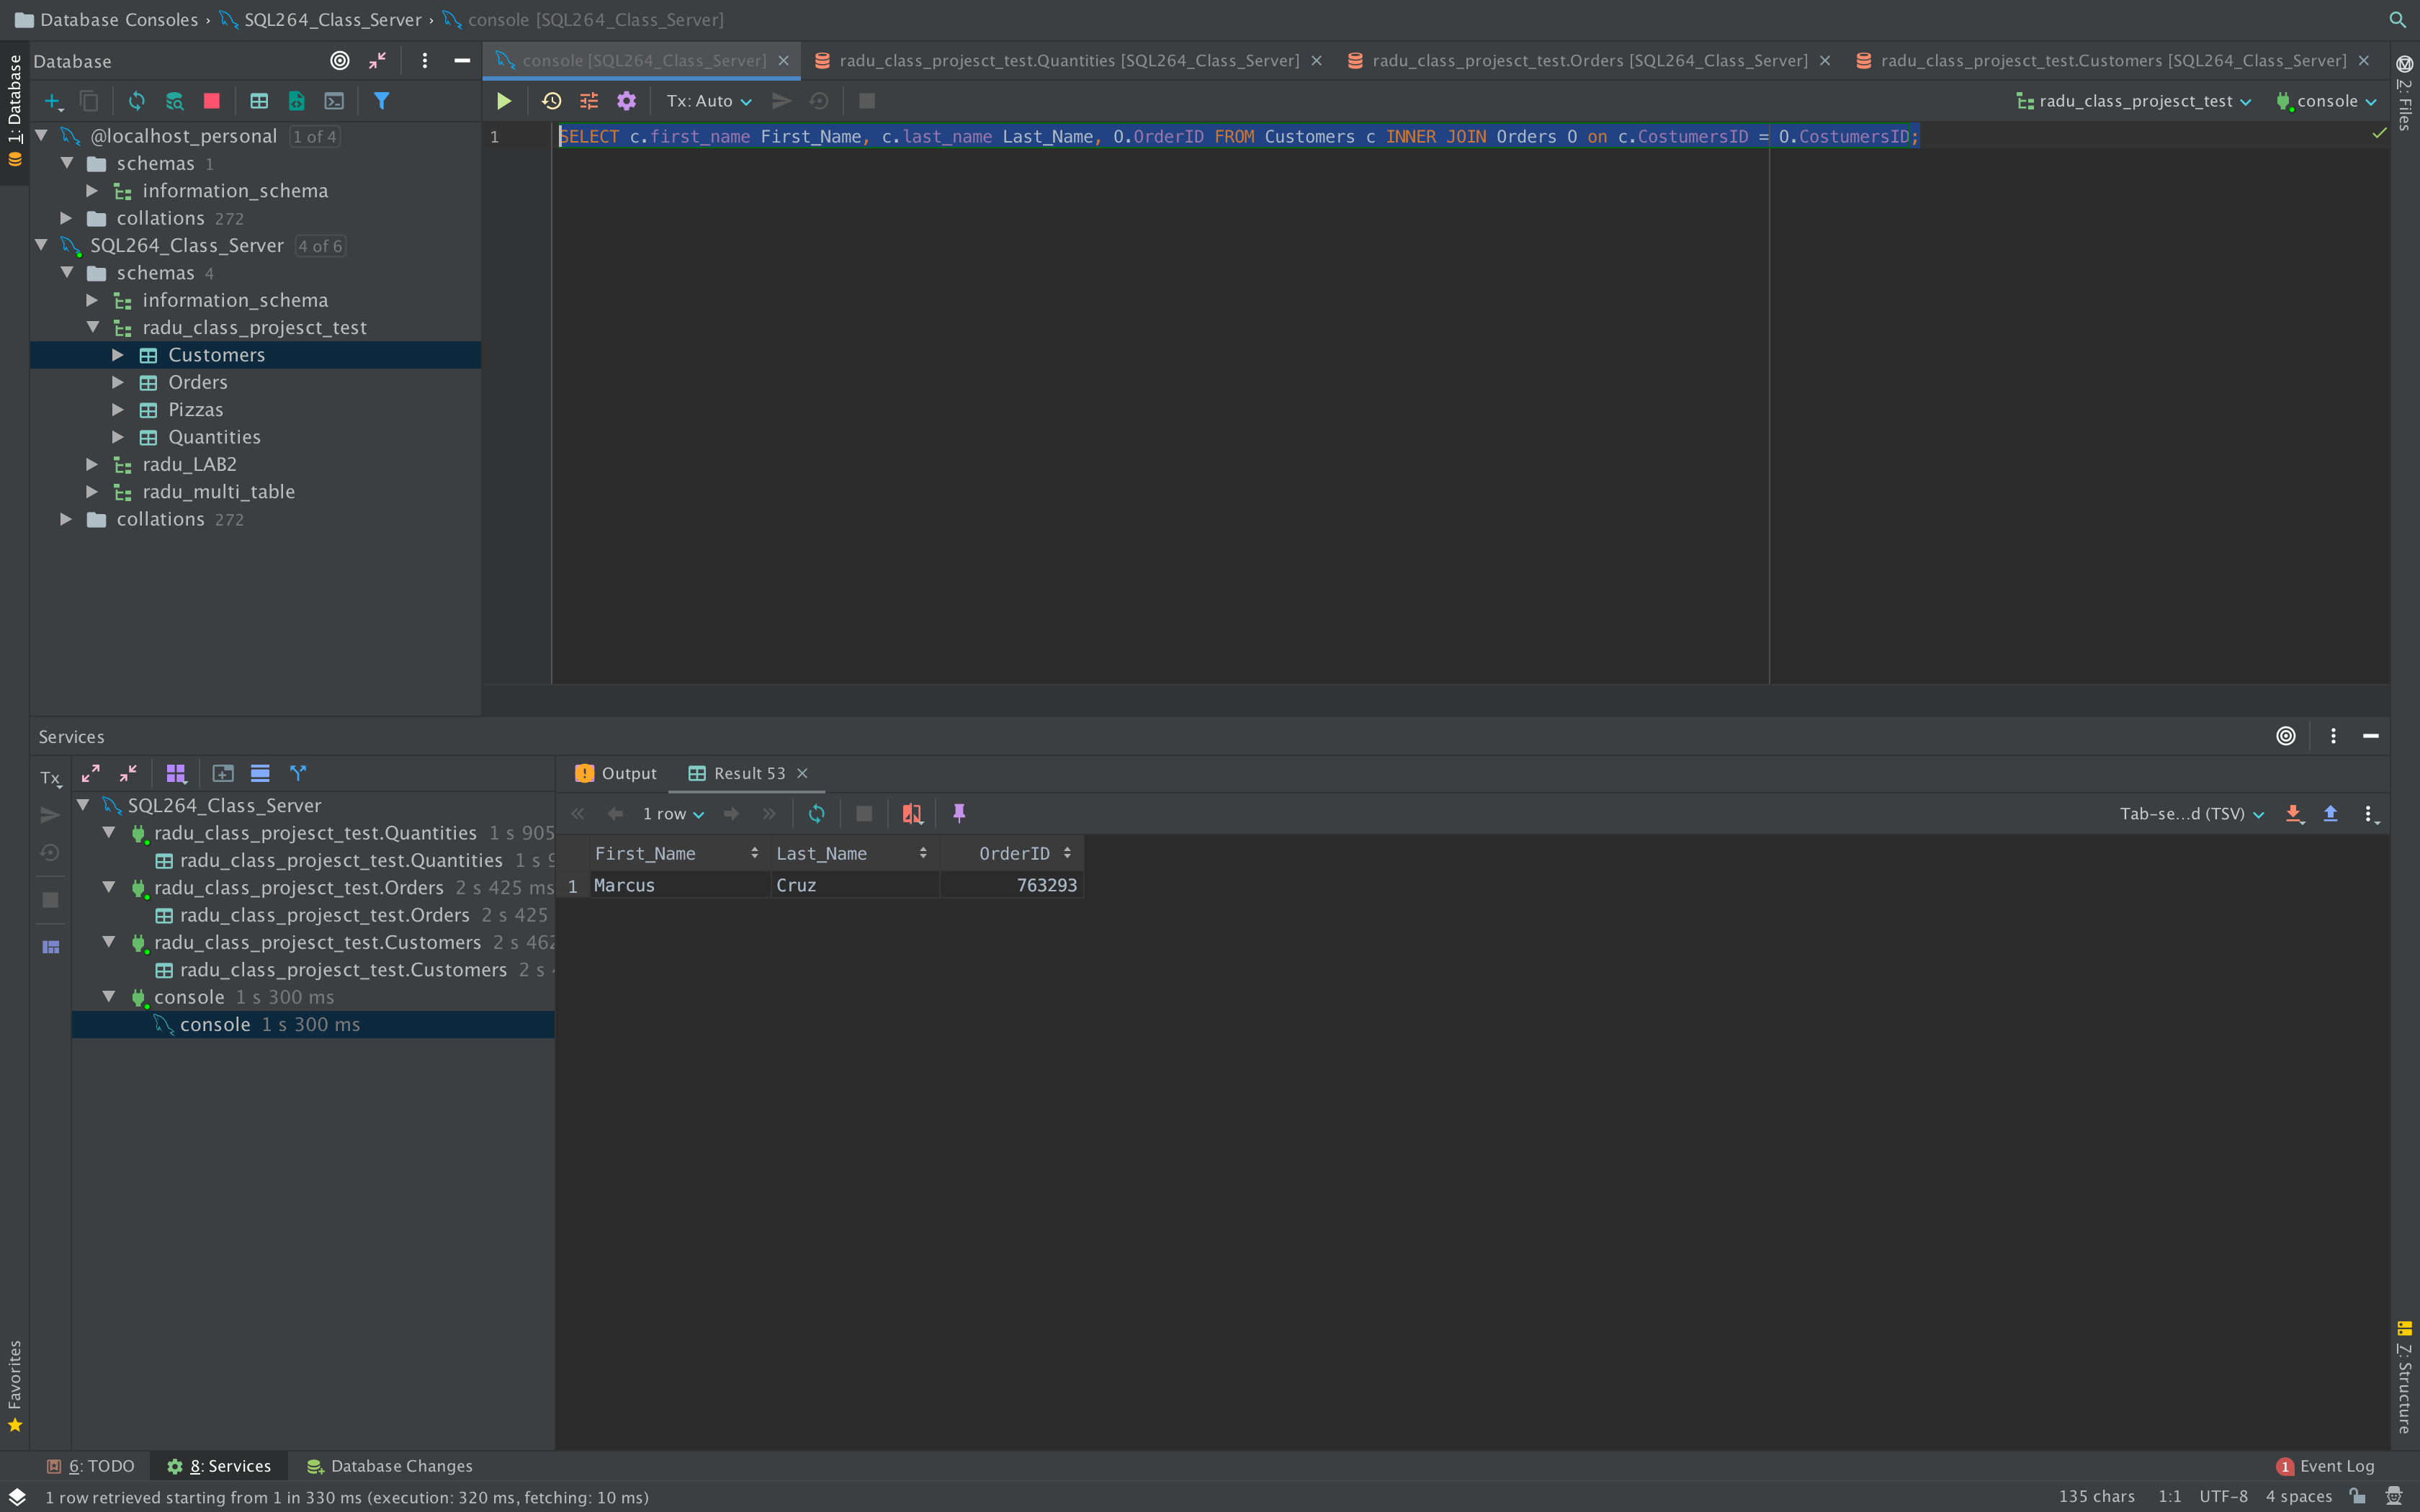 Database Consoles › SQL264_Class_Server › console [SQL264_Class_Server]
1: Database
Database
console [SQL264_Class_Server]
radu_class_projesct_test.Quantities [SQL264_Class_Server]
radu_class_projesct_test.Orders [SQL264_Class_Server]
radu_class_projesct_test.Customers [SQL264_Class_Server]
2: Files
Tx: Auto
radu_class_projesct_test
console
@localhost_personal 1 of 4
schemas 1
information_schema
collations 272
SQL264_Class_Server 4 of 6
schemas 4
information_schema
radu_class_projesct_test
Customers
Orders
Pizzas
Quantities
radu_LAB2
radu_multi_table
collations 272
1
SELECT c.first_name First_Name, c.last_name Last_Name, O.OrderID FROM Customers c INNER JOIN Orders O on c.CostumersID = O.CostumersID;
Services
Tx
SQL264_Class_Server
radu_class_projesct_test.Quantities 1 s 905
radu_class_projesct_test.Quantities 1 s 9
radu_class_projesct_test.Orders 2 s 425 ms
radu_class_projesct_test.Orders 2 s 425
radu_class_projesct_test.Customers 2 s 462
radu_class_projesct_test.Customers 2 s
console 1 s 300 ms
console 1 s 300 ms
Output
Result 53
1 row
Tab-se...d (TSV)
First_Name Last_Name OrderID
1 Marcus Cruz 763293
Favorites
7: Structure
6: TODO
8: Services
Database Changes
1 Event Log
1 row retrieved starting from 1 in 330 ms (execution: 320 ms, fetching: 10 ms)
135 chars 1:1 UTF-8 4 spaces